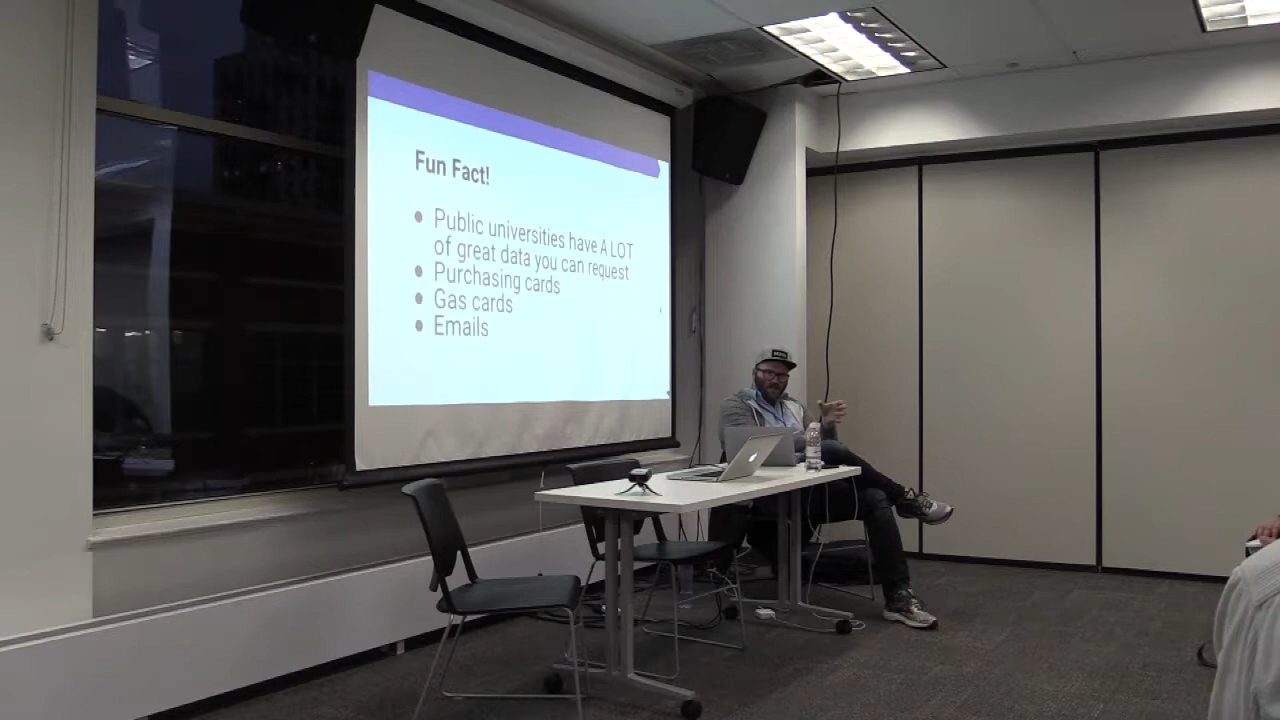 Fun Fact!
Public universities have A LOT
of great data you can request
Purchasing cards
Gas cards
Emails